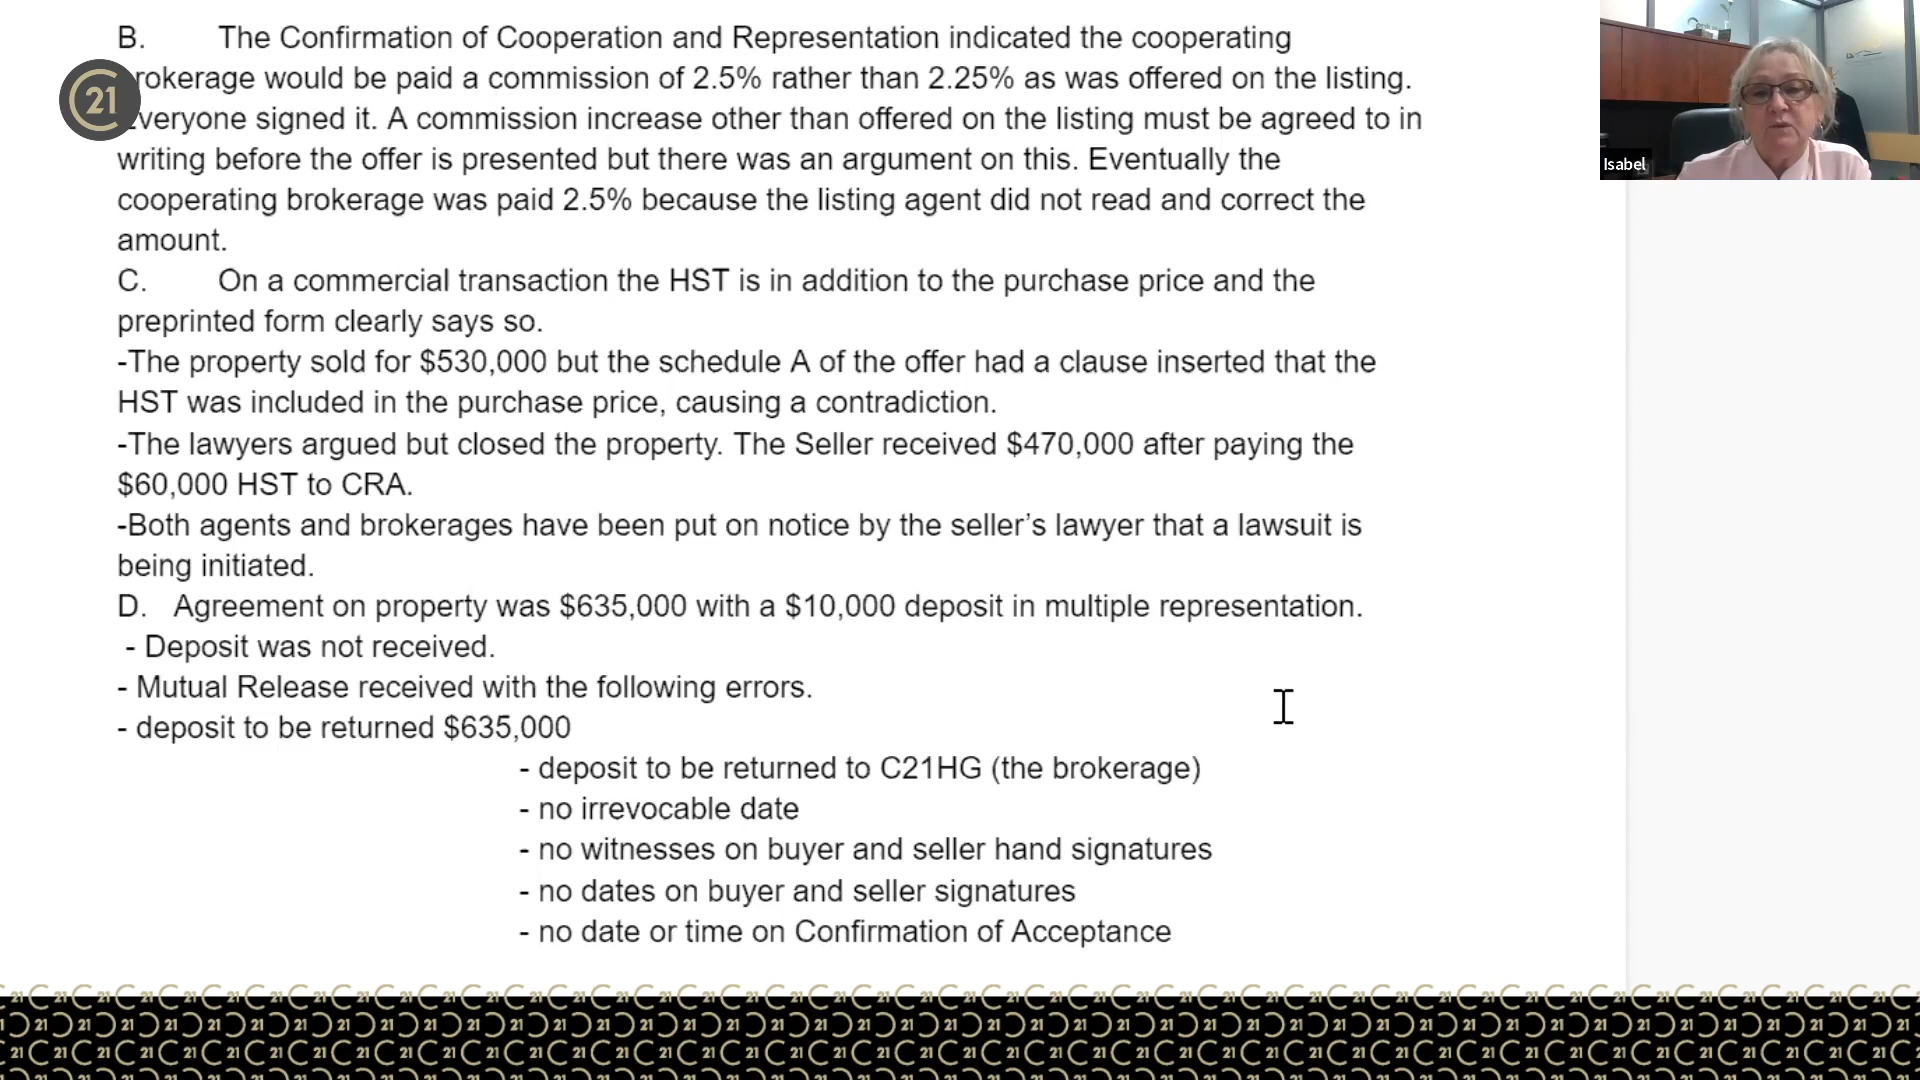 B. The Confirmation of Cooperation and Representation indicated the cooperating
rokerage would be paid a commission of 2.5% rather than 2.25% as was offered on the listing.
veryone signed it. A commission increase other than offered on the listing must be agreed to in
writing before the offer is presented but there was an argument on this. Eventually the
cooperating brokerage was paid 2.5% because the listing agent did not read and correct the
amount.
C. On a commercial transaction the HST is in addition to the purchase price and the
preprinted form clearly says so.
-The property sold for $530,000 but the schedule A of the offer had a clause inserted that the
HST was included in the purchase price, causing a contradiction.
-The lawyers argued but closed the property. The Seller received $470,000 after paying the
$60,000 HST to CRA.
-Both agents and brokerages have been put on notice by the seller’s lawyer that a lawsuit is
being initiated.
D. Agreement on property was $635,000 with a $10,000 deposit in multiple representation.
- Deposit was not received.
- Mutual Release received with the following errors.
- deposit to be returned $635,000
- deposit to be returned to C21HG (the brokerage)
- no irrevocable date
- no witnesses on buyer and seller hand signatures
- no dates on buyer and seller signatures
- no date or time on Confirmation of Acceptance
C21
Isabel